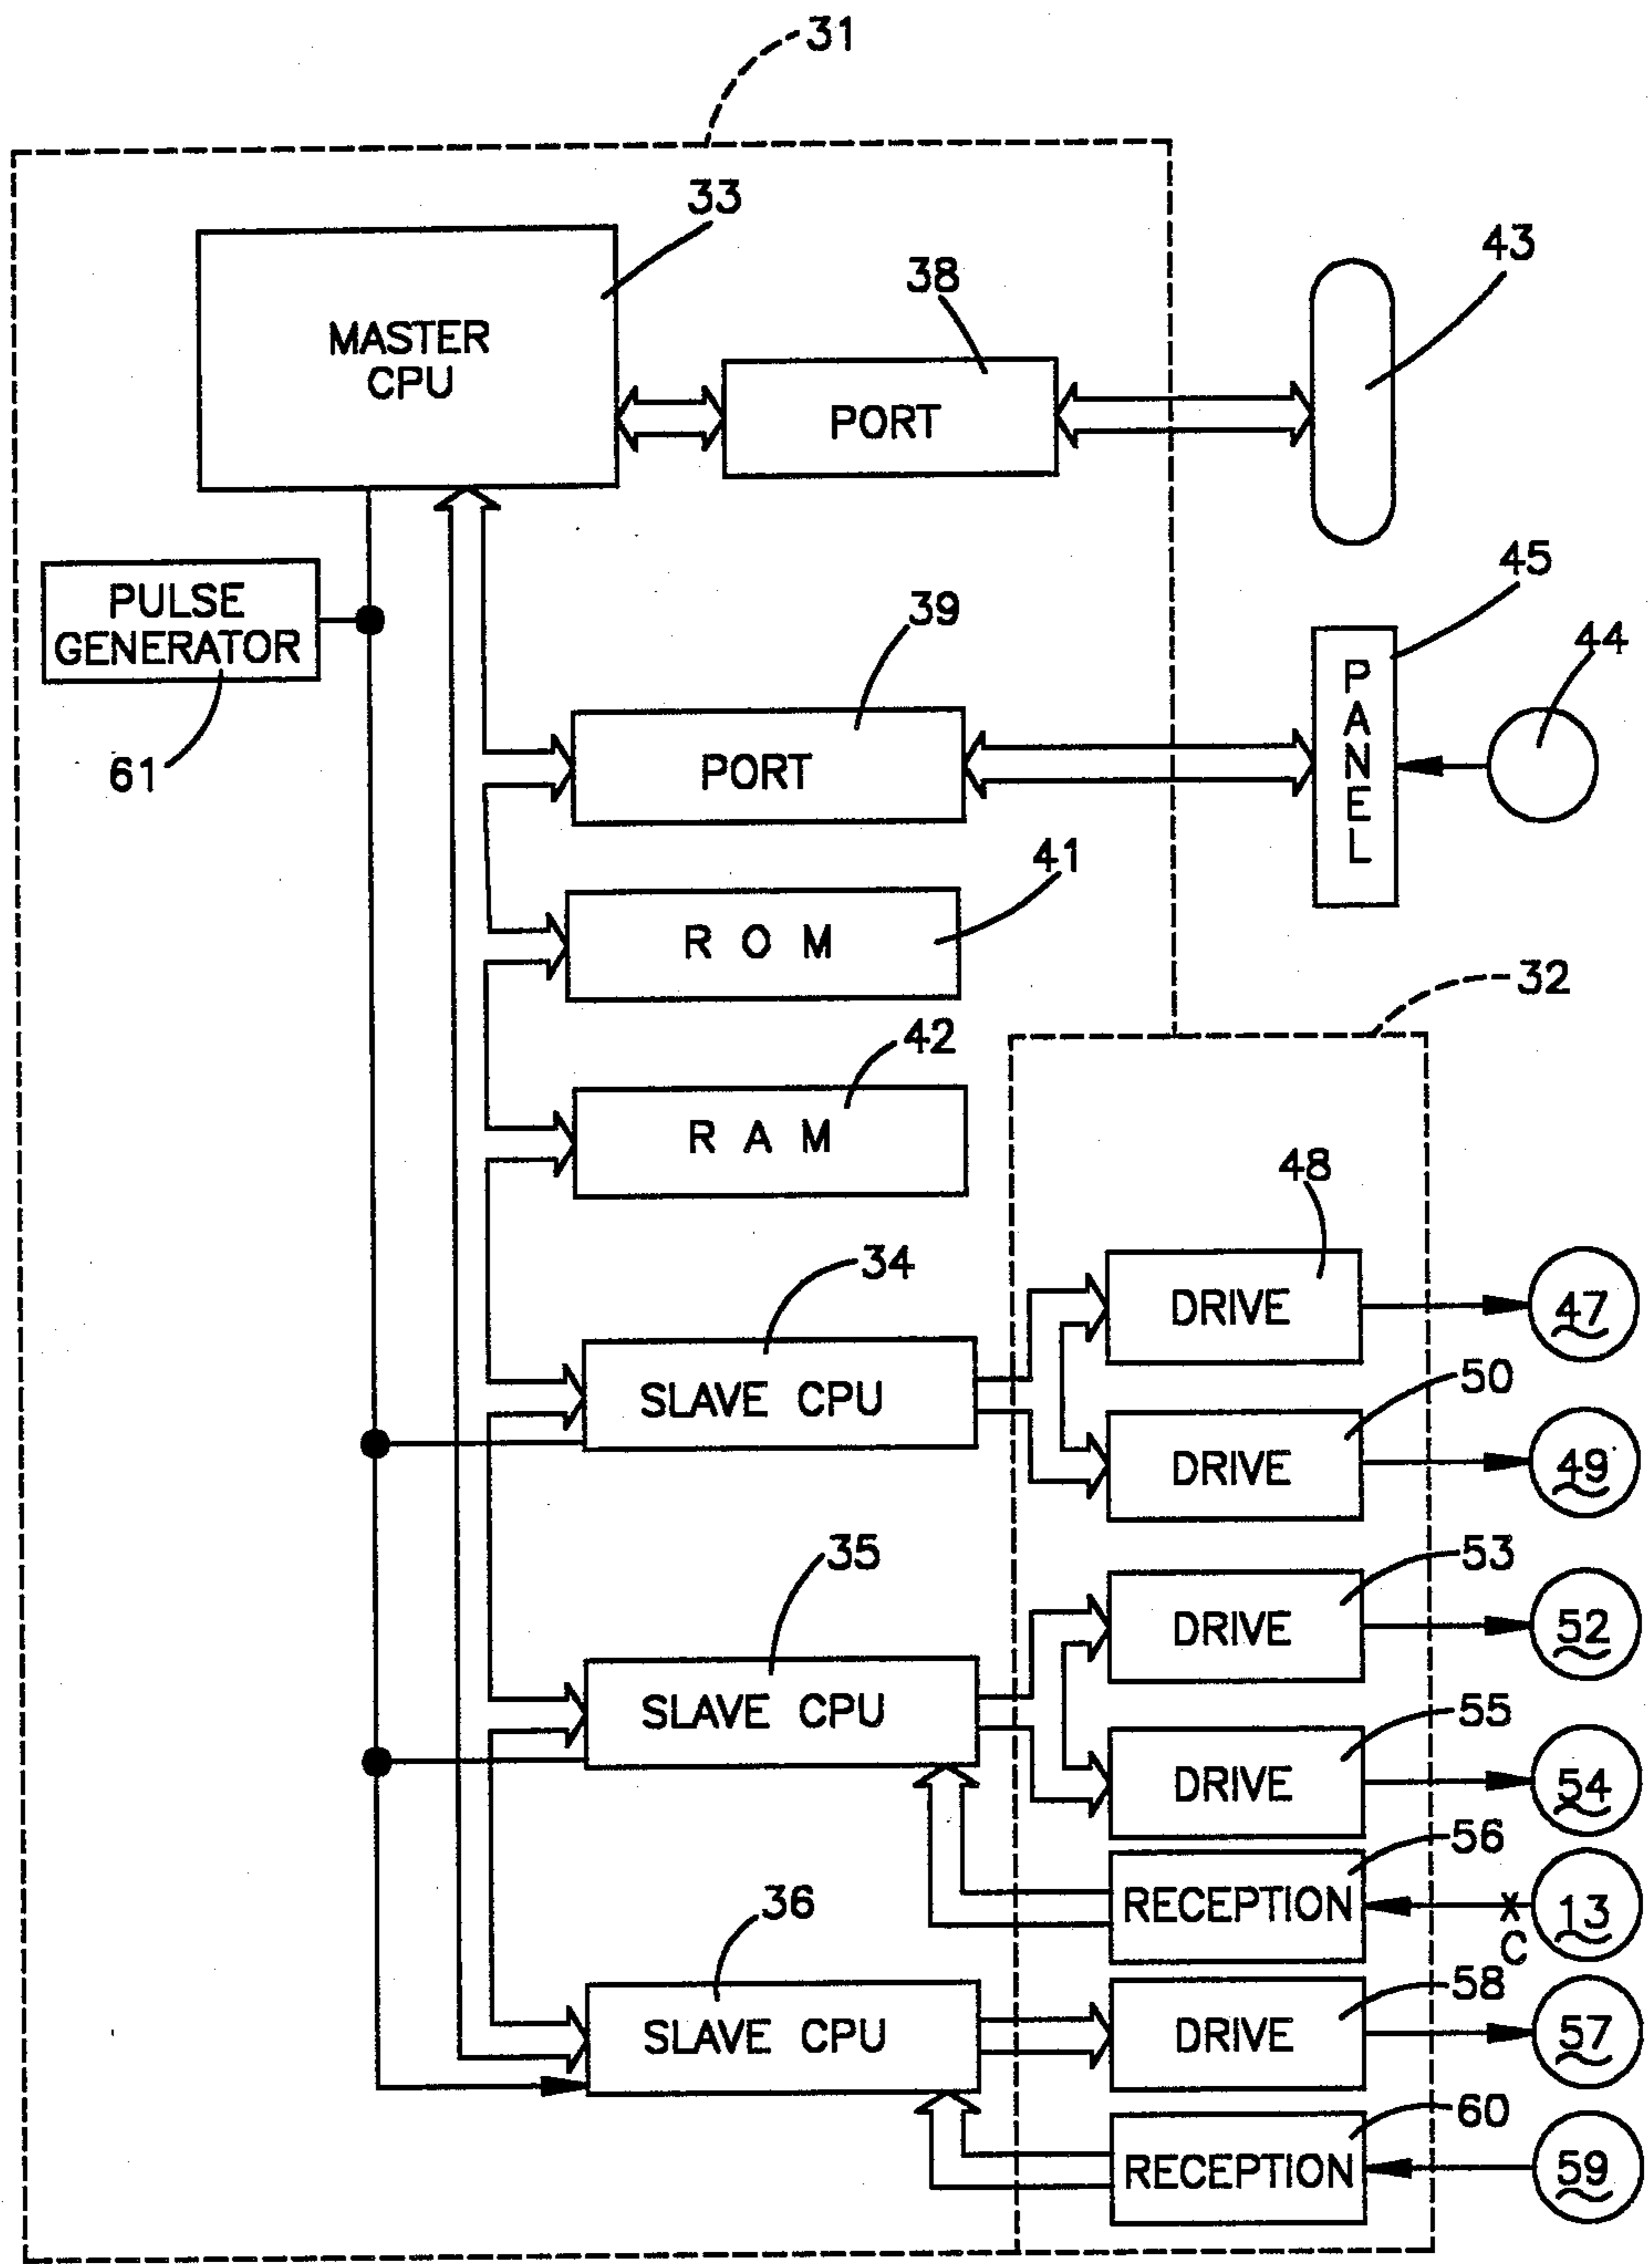 31
33
MASTER
CPU
38
PORT
43
PULSE
GENERATOR
61
39
PORT
45
PANEL
44
41
R O M
32
42
R A M
48
DRIVE
47
34
SLAVE CPU
50
DRIVE
49
35
SLAVE CPU
53
DRIVE
52
55
DRIVE
54
56
RECEPTION
X
C
13
36
SLAVE CPU
58
DRIVE
57
60
RECEPTION
59